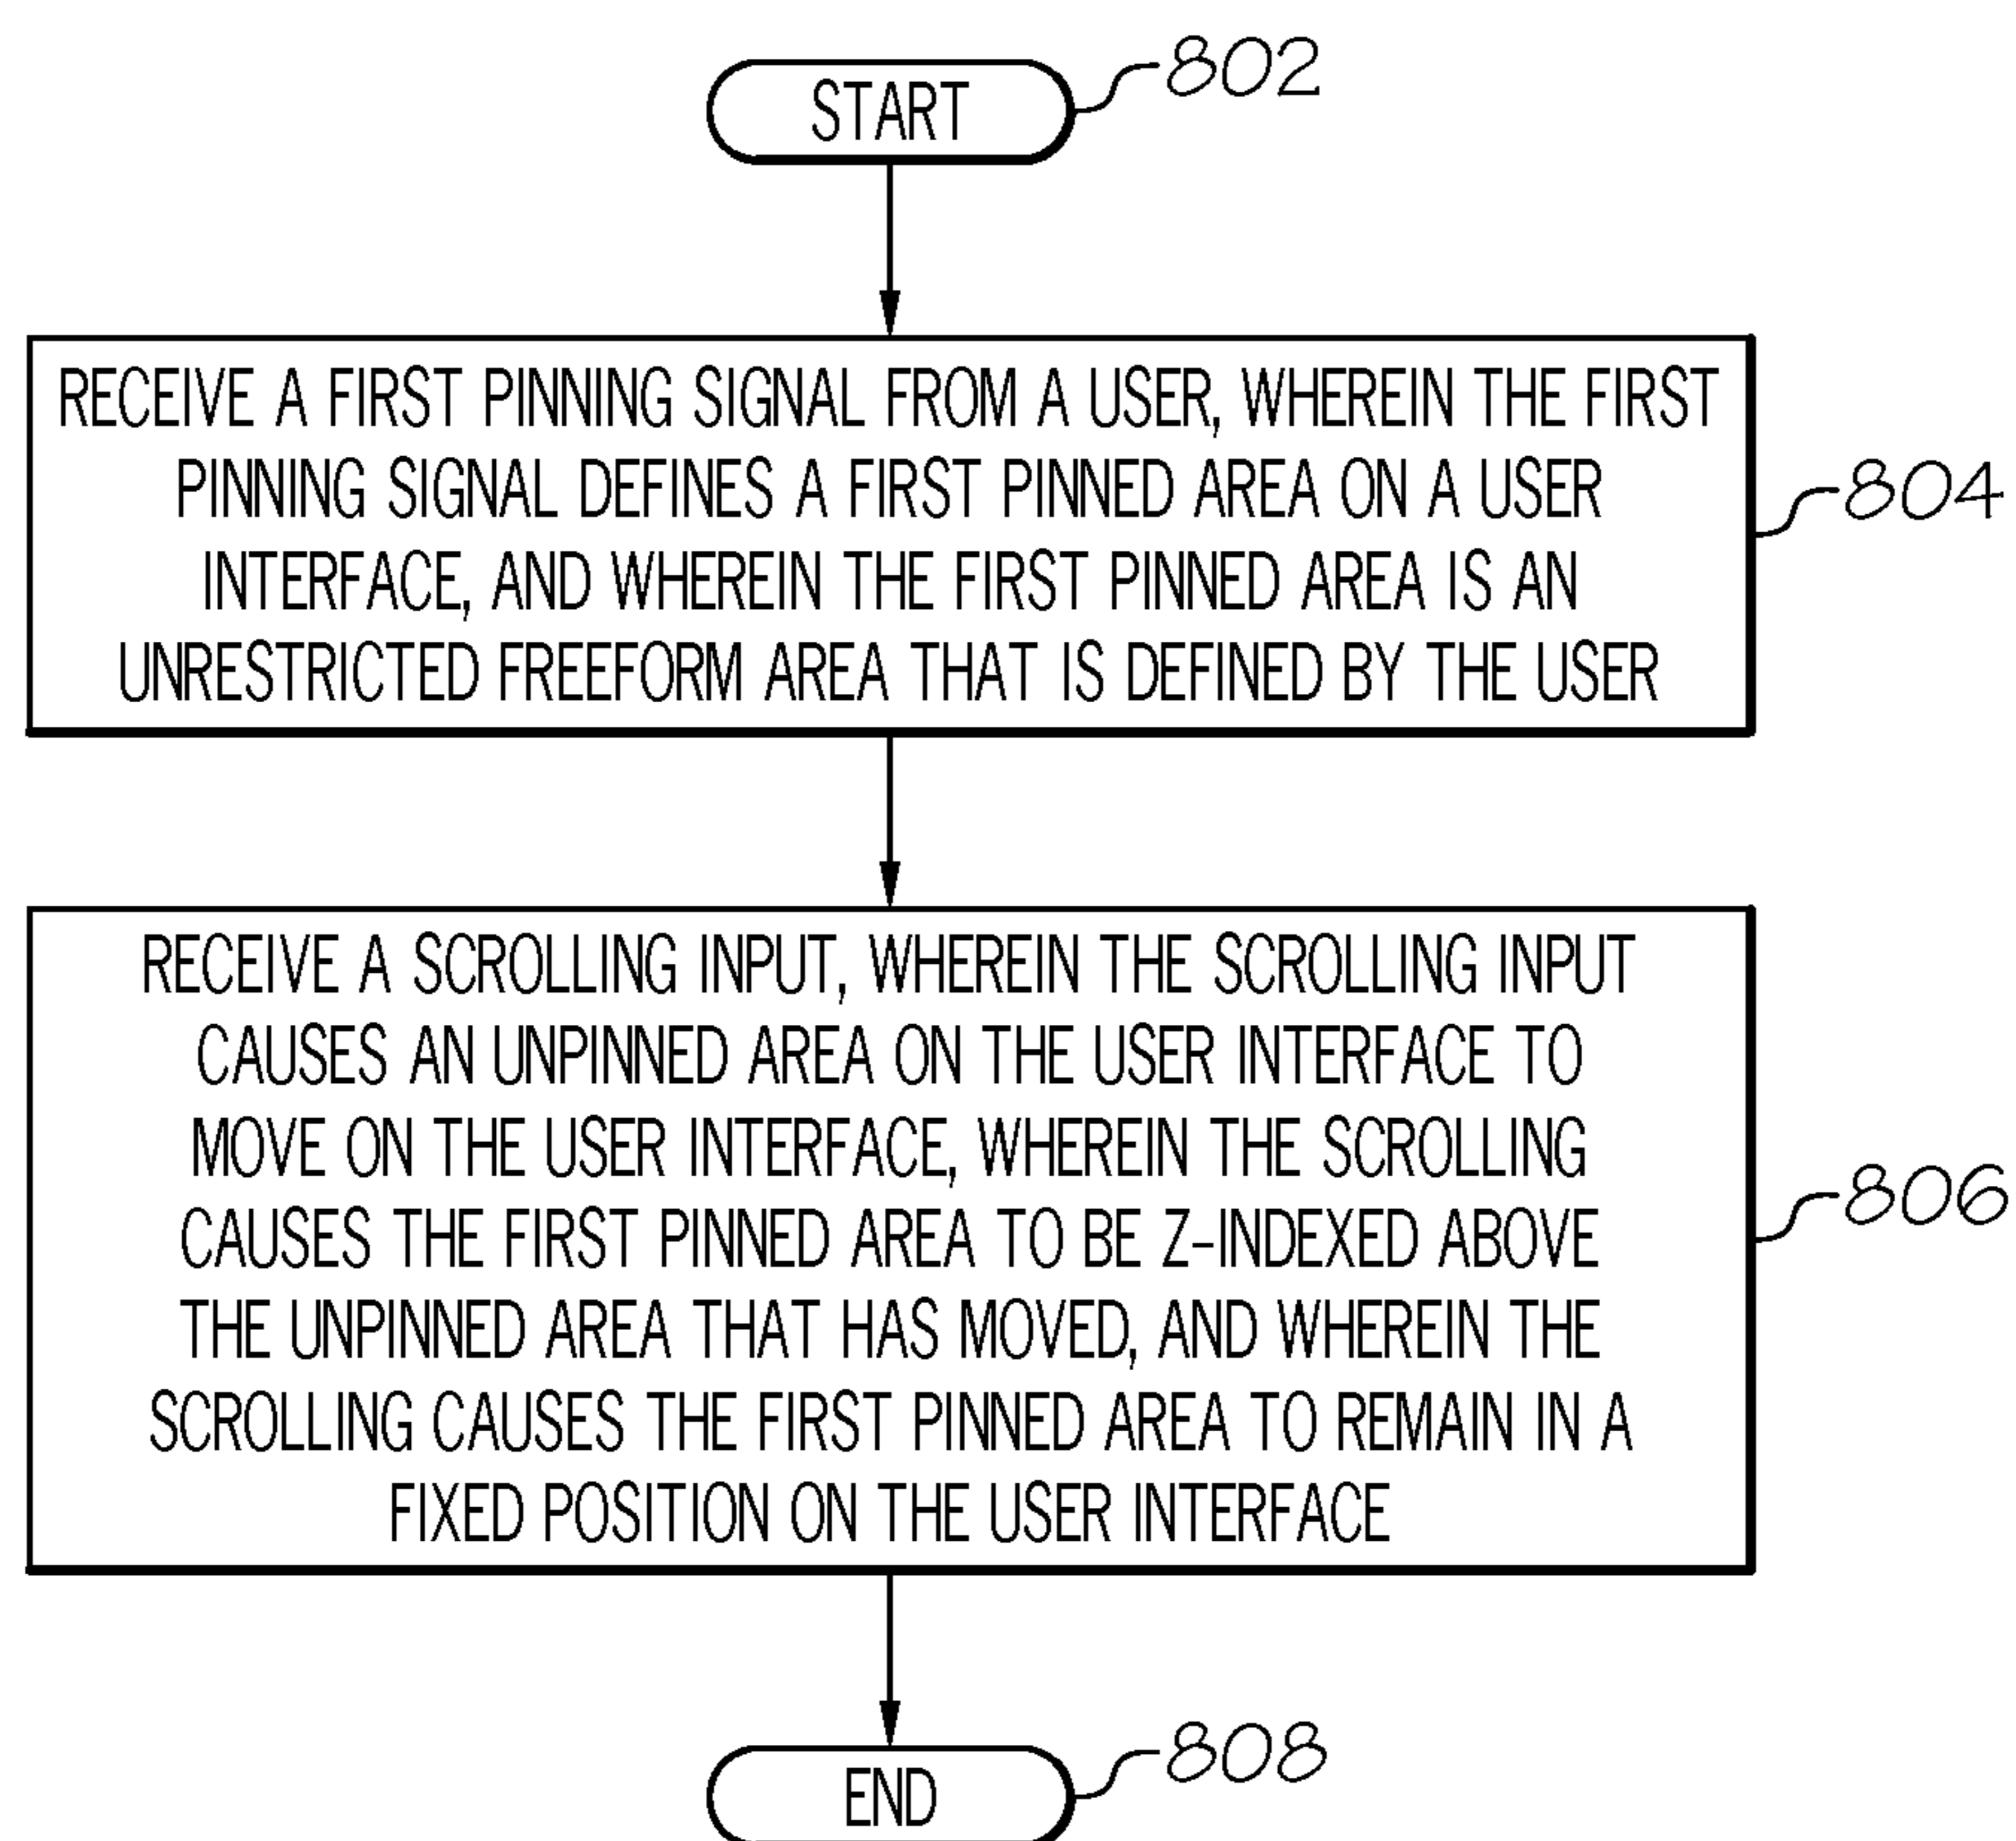 START
802
RECEIVE A FIRST PINNING SIGNAL FROM A USER, WHEREIN THE FIRST
PINNING SIGNAL DEFINES A FIRST PINNED AREA ON A USER
INTERFACE, AND WHEREIN THE FIRST PINNED AREA IS AN
UNRESTRICTED FREEFORM AREA THAT IS DEFINED BY THE USER
804
RECEIVE A SCROLLING INPUT, WHEREIN THE SCROLLING INPUT
CAUSES AN UNPINNED AREA ON THE USER INTERFACE TO
MOVE ON THE USER INTERFACE, WHEREIN THE SCROLLING
CAUSES THE FIRST PINNED AREA TO BE Z-INDEXED ABOVE
THE UNPINNED AREA THAT HAS MOVED, AND WHEREIN THE
SCROLLING CAUSES THE FIRST PINNED AREA TO REMAIN IN A
FIXED POSITION ON THE USER INTERFACE
806
END
808